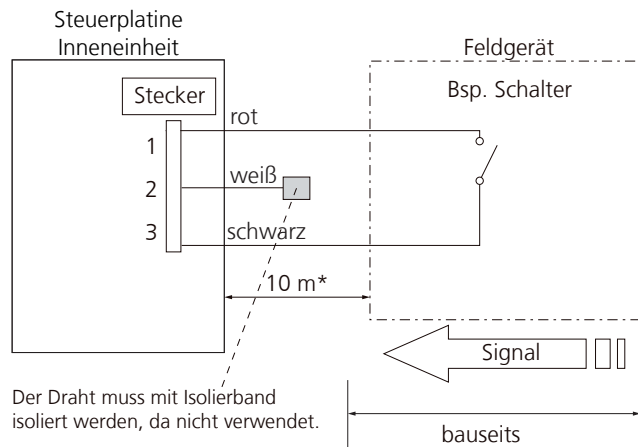 Steuerplatine
Inneneinheit
Feldgerät
Stecker
Bsp. Schalter
rot
1
weiß
2
3
schwarz
10 m*
Signal
Der Draht muss mit Isolierband
isoliert werden, da nicht verwendet.
bauseits